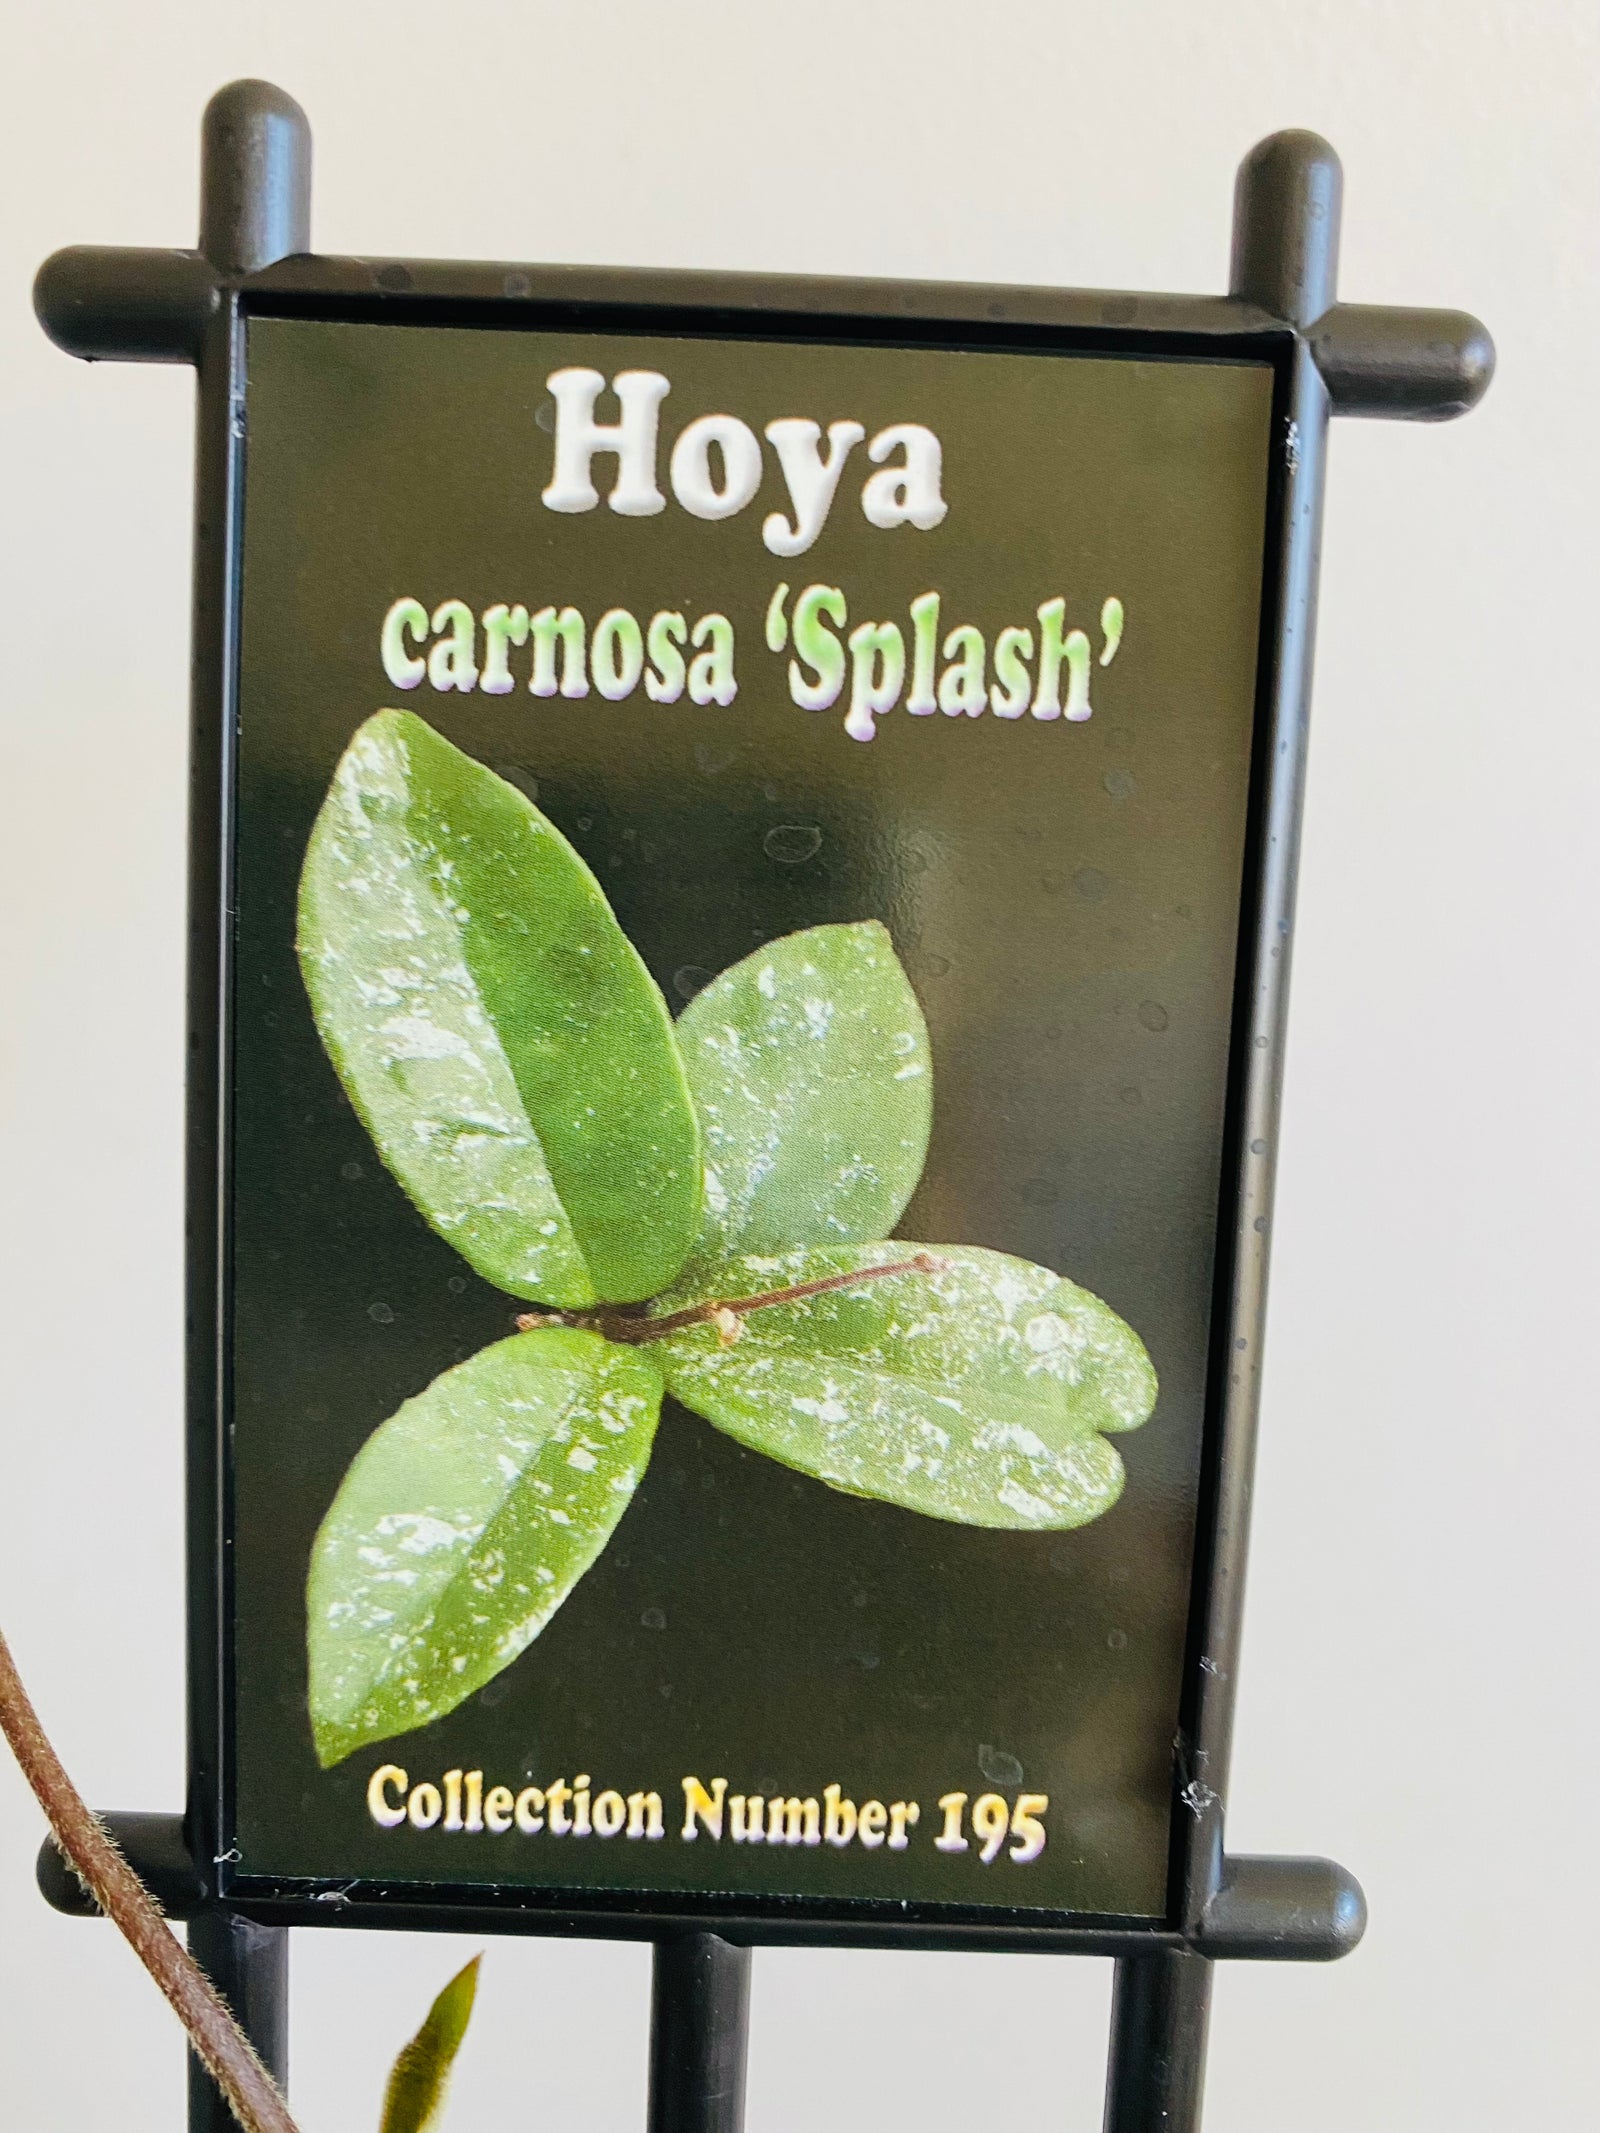 Hoya
carnosa ‘Splash’
Collection Number 195